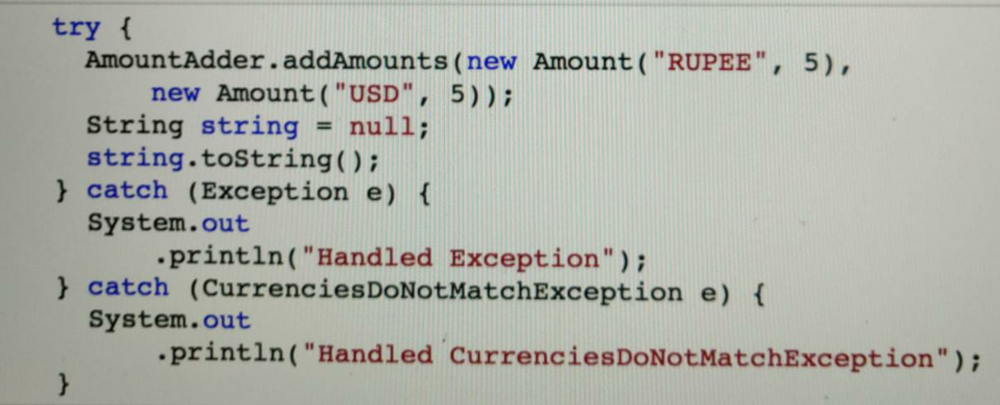 try {
AmountAdder.addAmounts(new Amount("RUPEE", 5),
new Amount("USD", 5));
String string = null;
string.toString();
} catch (Exception e) {
System.out
.println("Handled Exception");
} catch (CurrenciesDoNotMatchException e) {
System.out
.println("Handled CurrenciesDoNotMatchException");
}